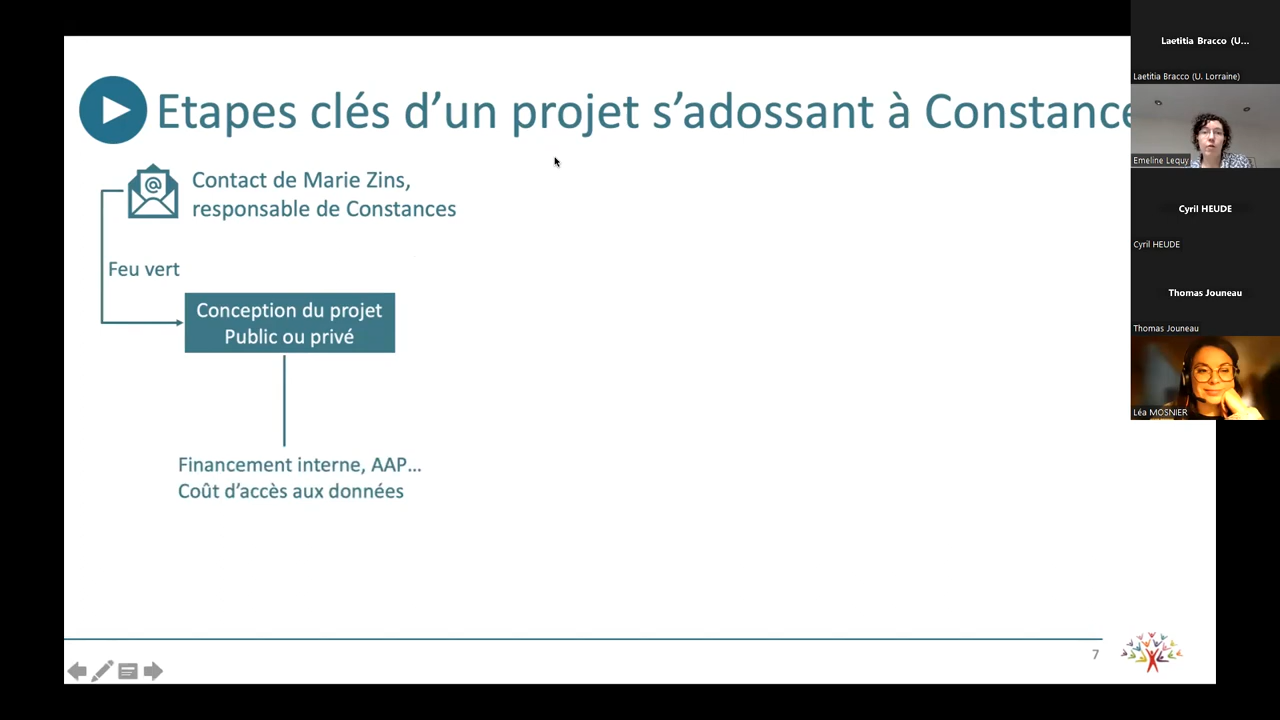 Etapes clés d’un projet s’adossant à Constance
@
Contact de Marie Zins,
responsable de Constances
Feu vert
Conception du projet
Public ou privé
Financement interne, AAP...
Coût d’accès aux données
7
Laetitia Bracco (U...
Laetitia Bracco (U. Lorraine)
Emeline Lequy
Cyril HEUDE
Cyril HEUDE
Thomas Jouneau
Thomas Jouneau
Léa MOSNIER